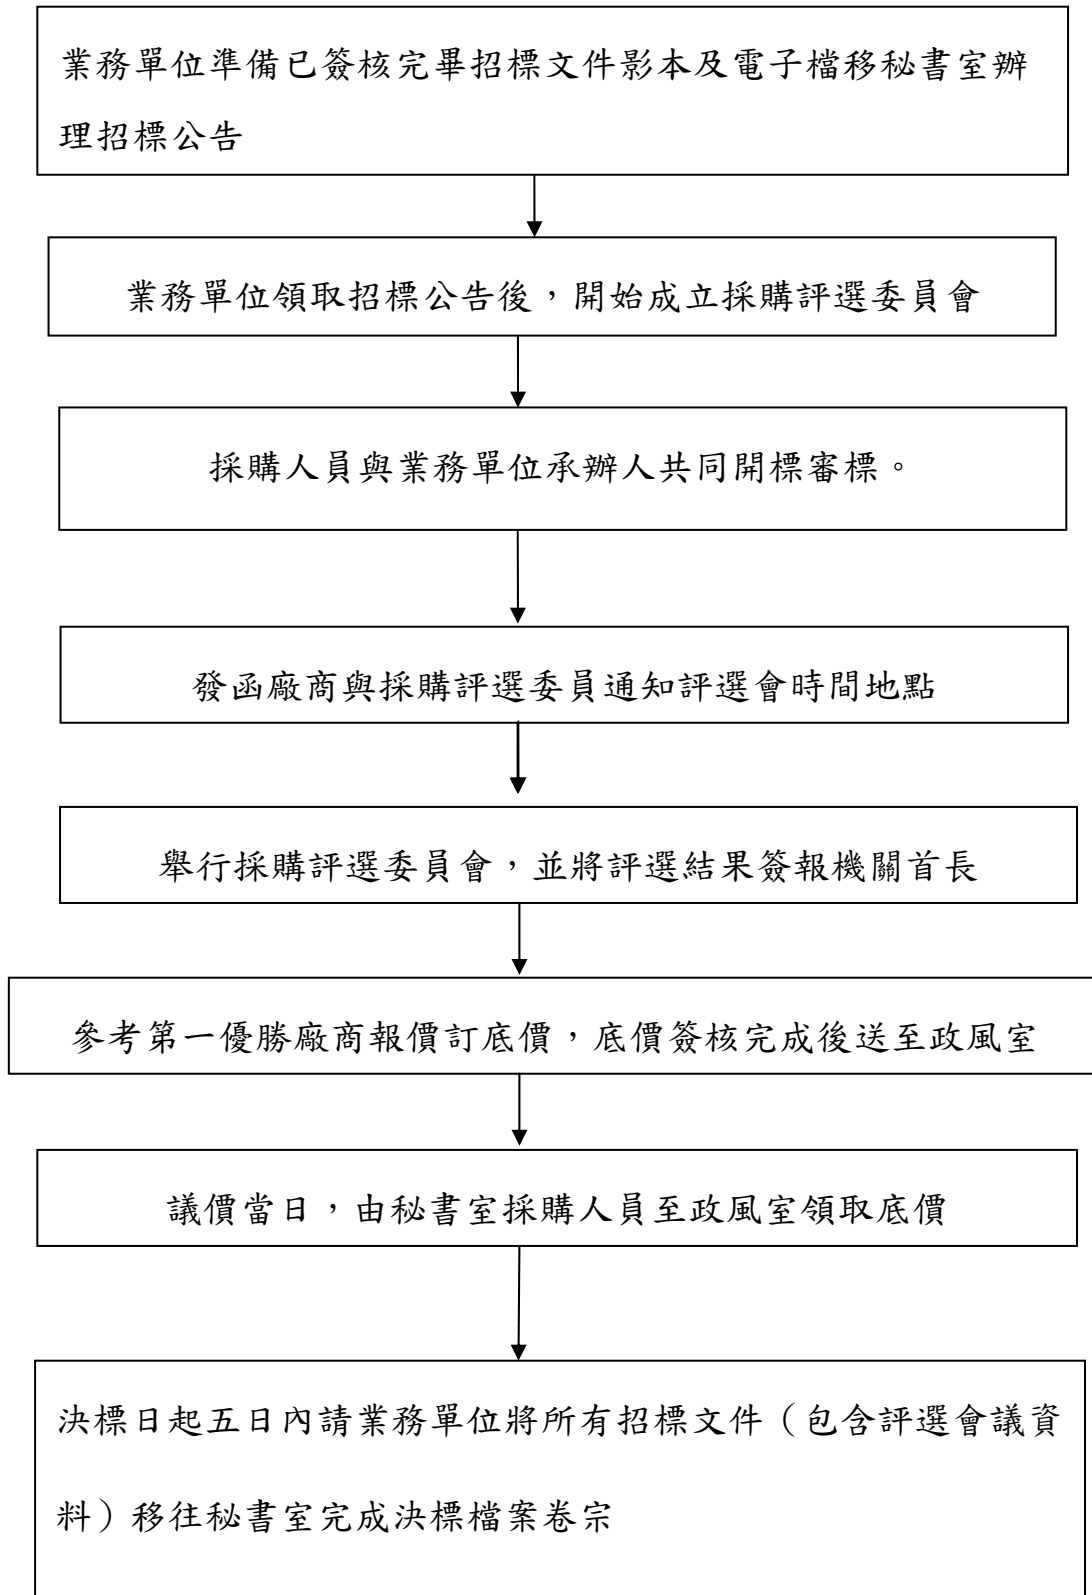 業務單位準備已簽核完畢招標文件影本及電子檔移秘書室辦
理招標公告
業務單位領取招標公告後，開始成立採購評選委員會
採購人員與業務單位承辦人共同開標審標。
發函廠商與採購評選委員通知評選會時間地點
舉行採購評選委員會，並將評選結果簽報機關首長
參考第一優勝廠商報價訂底價，底價簽核完成後送至政風室
議價當日，由秘書室採購人員至政風室領取底價
決標日起五日內請業務單位將所有招標文件（包含評選會議資
料）移往秘書室完成決標檔案卷宗